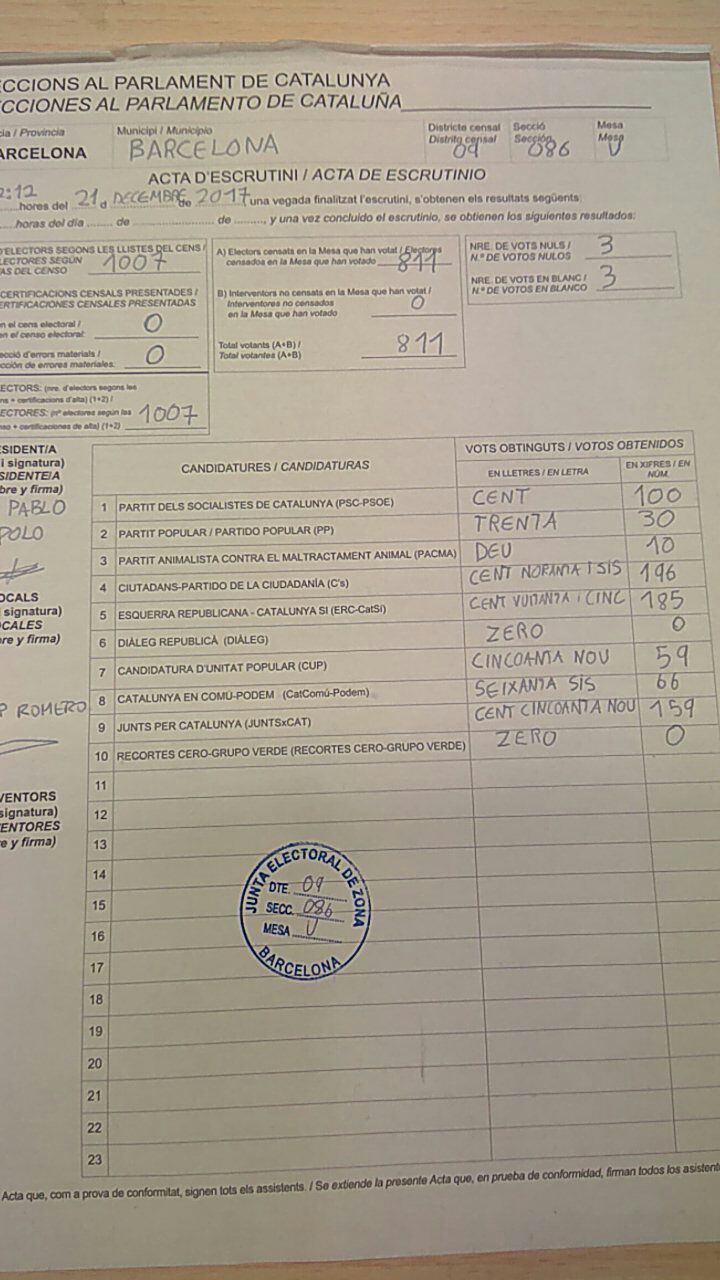 CCIONS AL PARLAMENT DE CATALUNYA
CCIONES AL PARLAMENTO DE CATALUÑA
cia / Provincia
ARCELONA
Municipi / Municipio
BARCELONA
Districte censal
Distrito censal
09
Secció
Sección
086
Mesa
Mesa
U
ACTA D'ESCRUTINI / ACTA DE ESCRUTINIO
2:12 hores del 21 d DECEMBRE de 2017 una vegada finalitzat l'escrutini, s'obtenen els resultats següents:
horas del día ....... de ....................... de ........., y una vez concluido el escrutinio, se obtienen los siguientes resultados:
D'ELECTORS SEGONS LES LLISTES DEL CENS /
LECTORES SEGÚN
AS DEL CENSO 1007
CERTIFICACIONS CENSALS PRESENTADES /
ERTIFICACIONES CENSALES PRESENTADAS
n el cens electoral /
en el censo electoral: 0
ecció d'errors materials /
cción de errores materiales: 0
ECTORS: (nre. d'electors segons les
ns + certificacions d'alta) (1+2) /
ECTORES: (nº electores según las
nso + certificaciones de alta) (1+2) 1007
A) Electors censats en la Mesa que han votat / Electores
censados en la Mesa que han votado 811
B) Interventors no censats en la Mesa que han votat /
Interventores no censados
en la Mesa que han votado 0
Total votants (A+B) /
Total votantes (A+B) 811
NRE. DE VOTS NULS /
N.º DE VOTOS NULOS 3
NRE. DE VOTS EN BLANC /
N.º DE VOTOS EN BLANCO 3
ESIDENT/A
i signatura)
SIDENTE/A
bre y firma)
PABLO
POLO
OCALS
signatura)
CALES
re y firma)
P ROMERO
VENTORS
signatura)
ENTORES
e y firma)
CANDIDATURES / CANDIDATURAS
VOTS OBTINGUTS / VOTOS OBTENIDOS
EN LLETRES / EN LETRA
EN XIFRES / EN
NÚM.
1 PARTIT DELS SOCIALISTES DE CATALUNYA (PSC-PSOE) CENT 100
2 PARTIT POPULAR / PARTIDO POPULAR (PP) TRENTA 30
3 PARTIT ANIMALISTA CONTRA EL MALTRACTAMENT ANIMAL (PACMA) DEU 10
4 CIUTADANS-PARTIDO DE LA CIUDADANÍA (C's) CENT NORANTA I SIS 196
5 ESQUERRA REPUBLICANA - CATALUNYA SI (ERC-CatSí) CENT VUITANTA I CINC 185
6 DIÀLEG REPUBLICÀ (DIÀLEG) ZERO 0
7 CANDIDATURA D'UNITAT POPULAR (CUP) CINCOANTA NOU 59
8 CATALUNYA EN COMÚ-PODEM (CatComú-Podem) SEIXANTA SIS 66
9 JUNTS PER CATALUNYA (JUNTSxCAT) CENT CINCOANTA NOU 159
10 RECORTES CERO-GRUPO VERDE (RECORTES CERO-GRUPO VERDE) ZERO 0
11
12
13
14
15
16
17
18
19
20
21
22
23
JUNTA ELECTORAL DE ZONA
DTE. 09
SECC. 086
MESA U
BARCELONA
Acta que, com a prova de conformitat, signen tots els assistents. / Se extiende la presente Acta que, en prueba de conformidad, firman todos los asistent